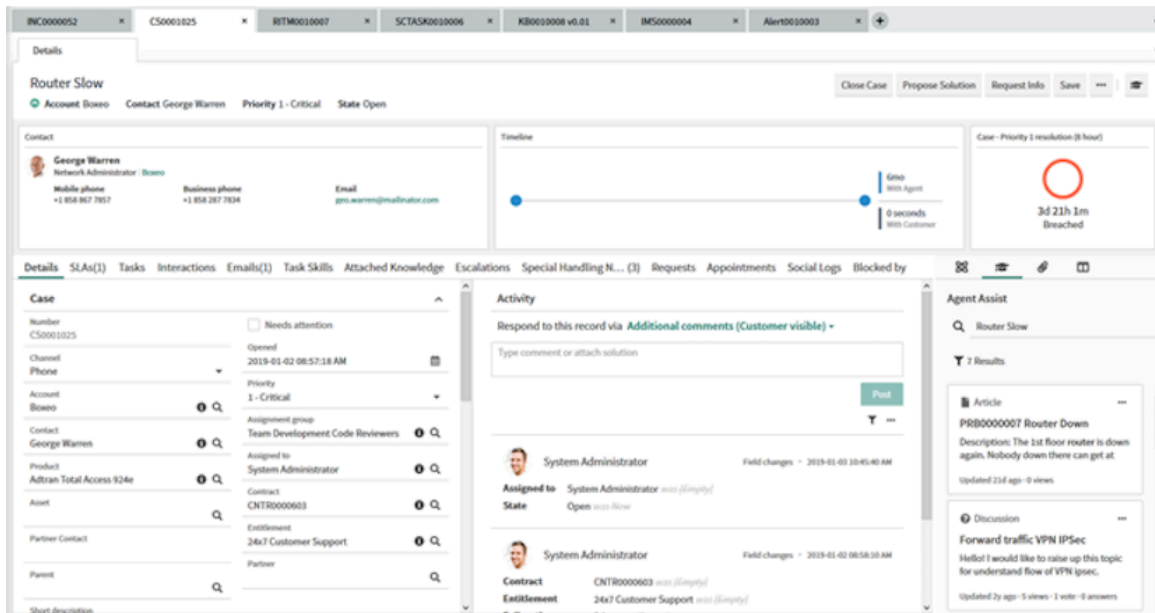 INC0000052 × CS0001025 × RITM0010007 × SCTASK0010006 × KB0010008 v0.01 × IMS0000004 × Alert0010003 × +
Details
Router Slow
Close Case Propose Solution Request Info Save •••
Account Boxeo Contact George Warren Priority 1 - Critical State Open
Contact
George Warren
Network Administrator Boxeo
Mobile phone Business phone Email
+1 858 867 7857 +1 858 287 7834 geo.warren@mailinator.com
Timeline
6mo
With Agent
0 seconds
With Customer
Case - Priority 1 resolution (8 hour)
3d 21h 1m
Breached
Details SLAs(1) Tasks Interactions Emails(1) Task Skills Attached Knowledge Escalations Special Handling N... (3) Requests Appointments Social Logs Blocked by
Case
Number
CS0001025
Channel
Phone
Account
Boxeo
Contact
George Warren
Product
Adtran Total Access 924e
Asset
Partner Contact
Parent
Short description
Needs attention
Opened
2019-01-02 08:57:18 AM
Priority
1 - Critical
Assignment group
Team Development Code Reviewers
Assigned to
System Administrator
Contract
CNTR0000603
Entitlement
24x7 Customer Support
Partner
Activity
Respond to this record via Additional comments (Customer visible)
Type comment or attach solution
Post
System Administrator Field changes • 2019-01-03 10:45:40 AM
Assigned to System Administrator was [Empty]
State Open was New
System Administrator Field changes • 2019-01-02 08:58:10 AM
Contract CNTR0000603 was [Empty]
Entitlement 24x7 Customer Support was [Empty]
Agent Assist
Router Slow
7 Results
Article •••
PRB0000007 Router Down
Description: The 1st floor router is down
again. Nobody down there can get at
Updated 21d ago · 0 views
Discussion •••
Forward traffic VPN IPSec
Hello! I would like to raise up this topic
for understand flow of VPN ipsec.
Updated 2y ago · 5 views · 1 vote · 0 answers